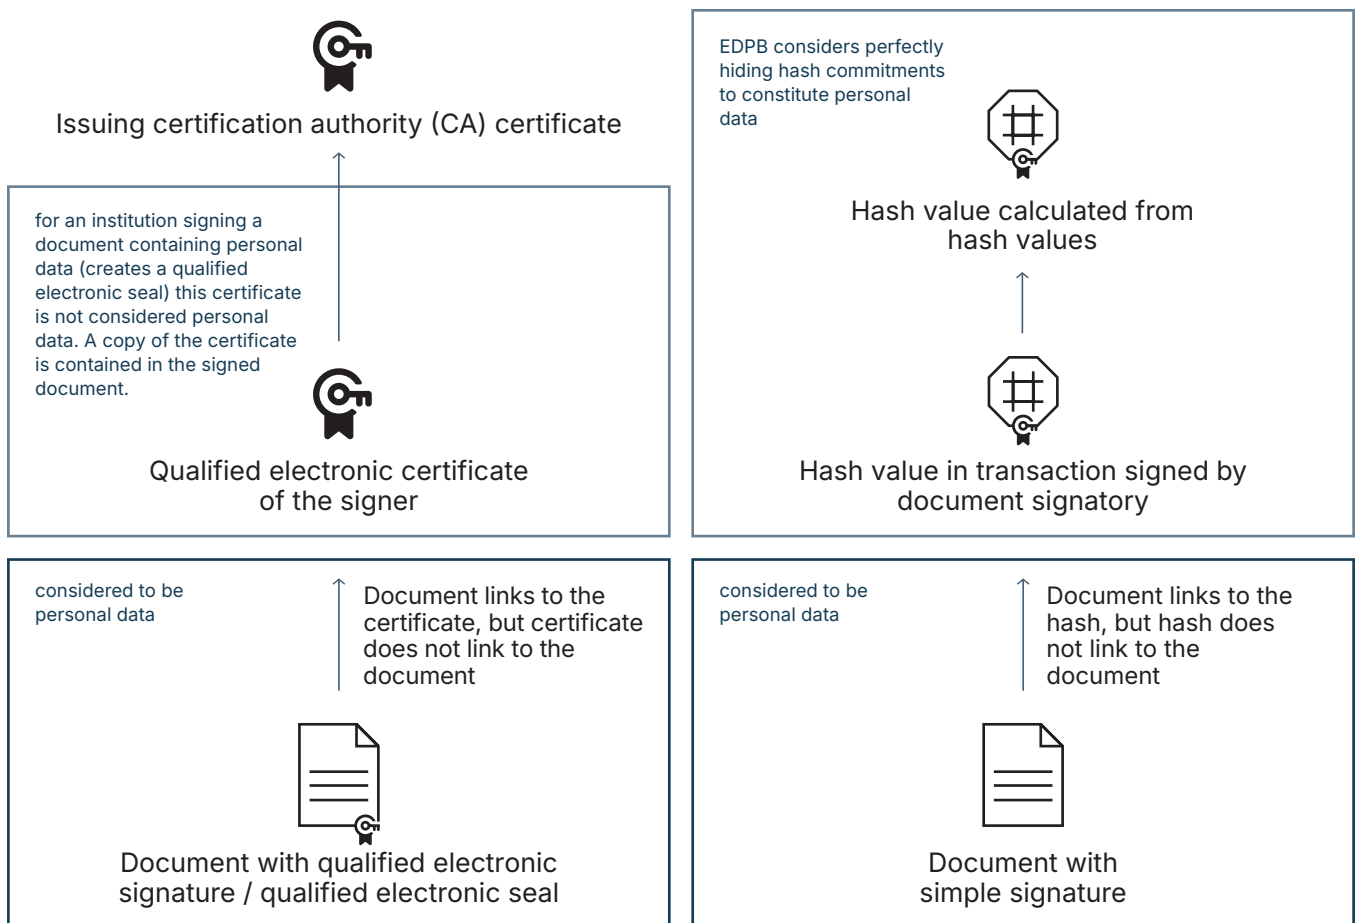 Issuing certification authority (CA) certificate
for an institution signing a
document containing personal
data (creates a qualified
electronic seal) this certificate
is not considered personal
data. A copy of the certificate
is contained in the signed
document.
Qualified electronic certificate
of the signer
considered to be
personal data
Document links to the
certificate, but certificate
does not link to the
document
Document with qualified electronic
signature / qualified electronic seal
EDPB considers perfectly
hiding hash commitments
to constitute personal
data
Hash value calculated from
hash values
Hash value in transaction signed by
document signatory
considered to be
personal data
Document links to the
hash, but hash does
not link to the
document
Document with
simple signature